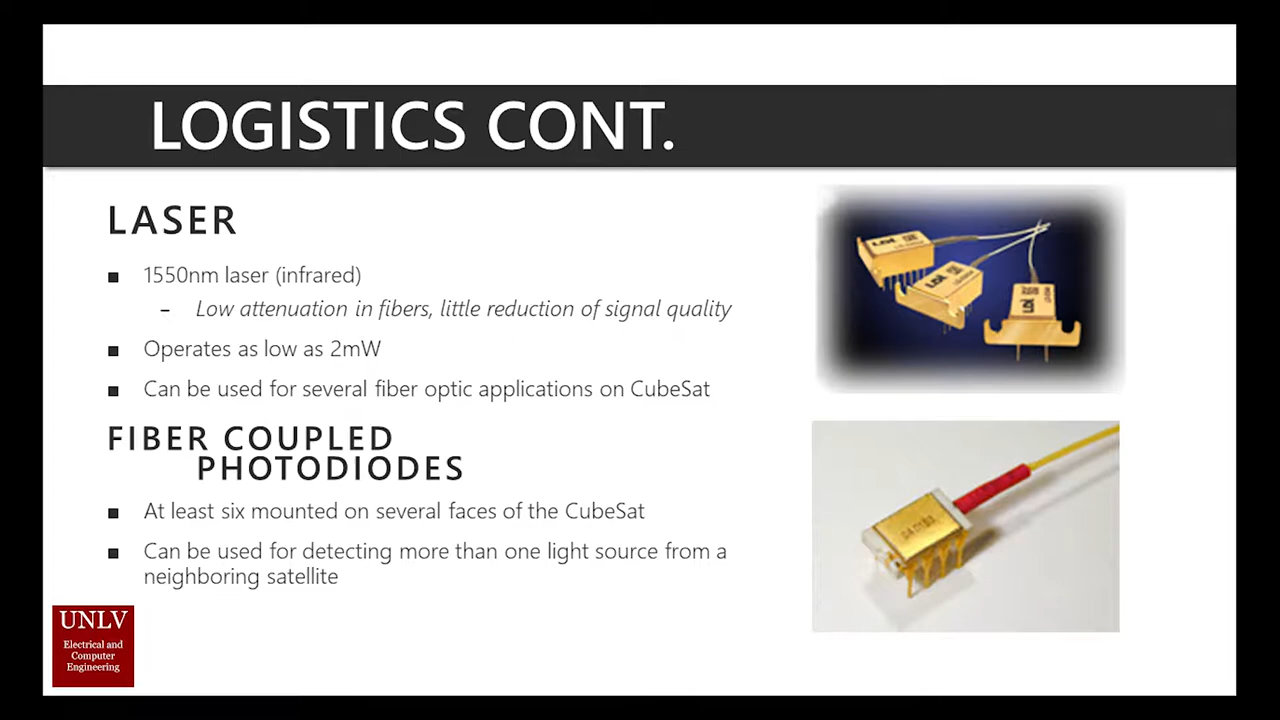 LOGISTICS CONT.
LASER
■ 1550nm laser (infrared)
– Low attenuation in fibers, little reduction of signal quality
■ Operates as low as 2mW
■ Can be used for several fiber optic applications on CubeSat
FIBER COUPLED
PHOTODIODES
■ At least six mounted on several faces of the CubeSat
■ Can be used for detecting more than one light source from a
neighboring satellite
UNLV
Electrical and
Computer
Engineering